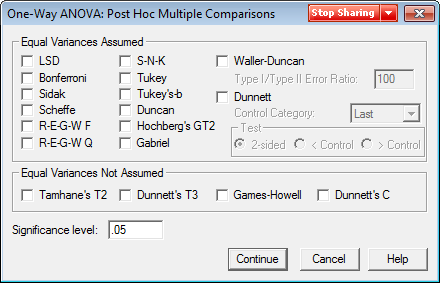 One-Way ANOVA: Post Hoc Multiple Comparisons Stop Sharing
Equal Variances Assumed
LSD S-N-K Waller-Duncan
Bonferroni Tukey Type I/Type II Error Ratio: 100
Sidak Tukey's-b Dunnett
Scheffe Duncan Control Category: Last
R-E-G-W F Hochberg's GT2 Test
R-E-G-W Q Gabriel 2-sided < Control > Control
Equal Variances Not Assumed
Tamhane's T2 Dunnett's T3 Games-Howell Dunnett's C
Significance level: .05
Continue Cancel Help